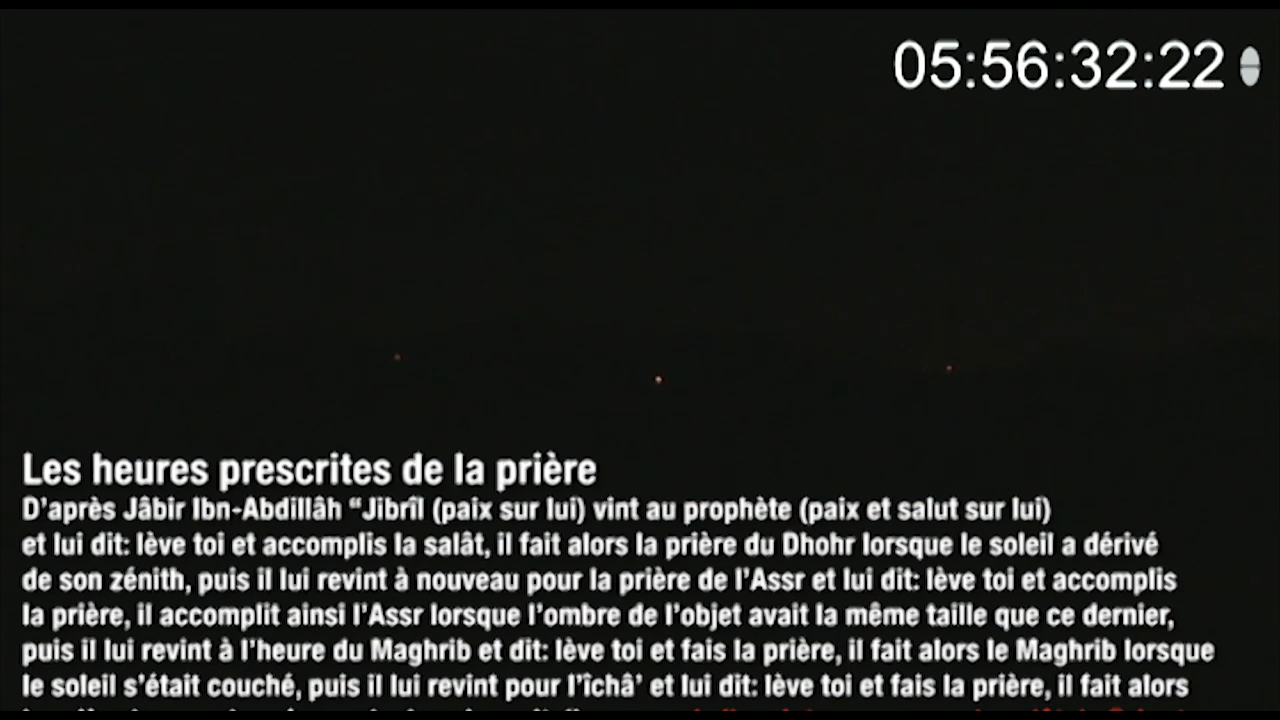 05:56:32:22
Les heures prescrites de la prière
D'après Jâbir Ibn-Abdillâh “Jibrîl (paix sur lui) vint au prophète (paix et salut sur lui)
et lui dit: lève toi et accomplis la salât, il fait alors la prière du Dhohr lorsque le soleil a dérivé
de son zénith, puis il lui revint à nouveau pour la prière de l'Assr et lui dit: lève toi et accomplis
la prière, il accomplit ainsi l'Assr lorsque l'ombre de l'objet avait la même taille que ce dernier,
puis il lui revint à l'heure du Maghrib et dit: lève toi et fais la prière, il fait alors le Maghrib lorsque
le soleil s'était couché, puis il lui revint pour l'îchâ' et lui dit: lève toi et fais la prière, il fait alors